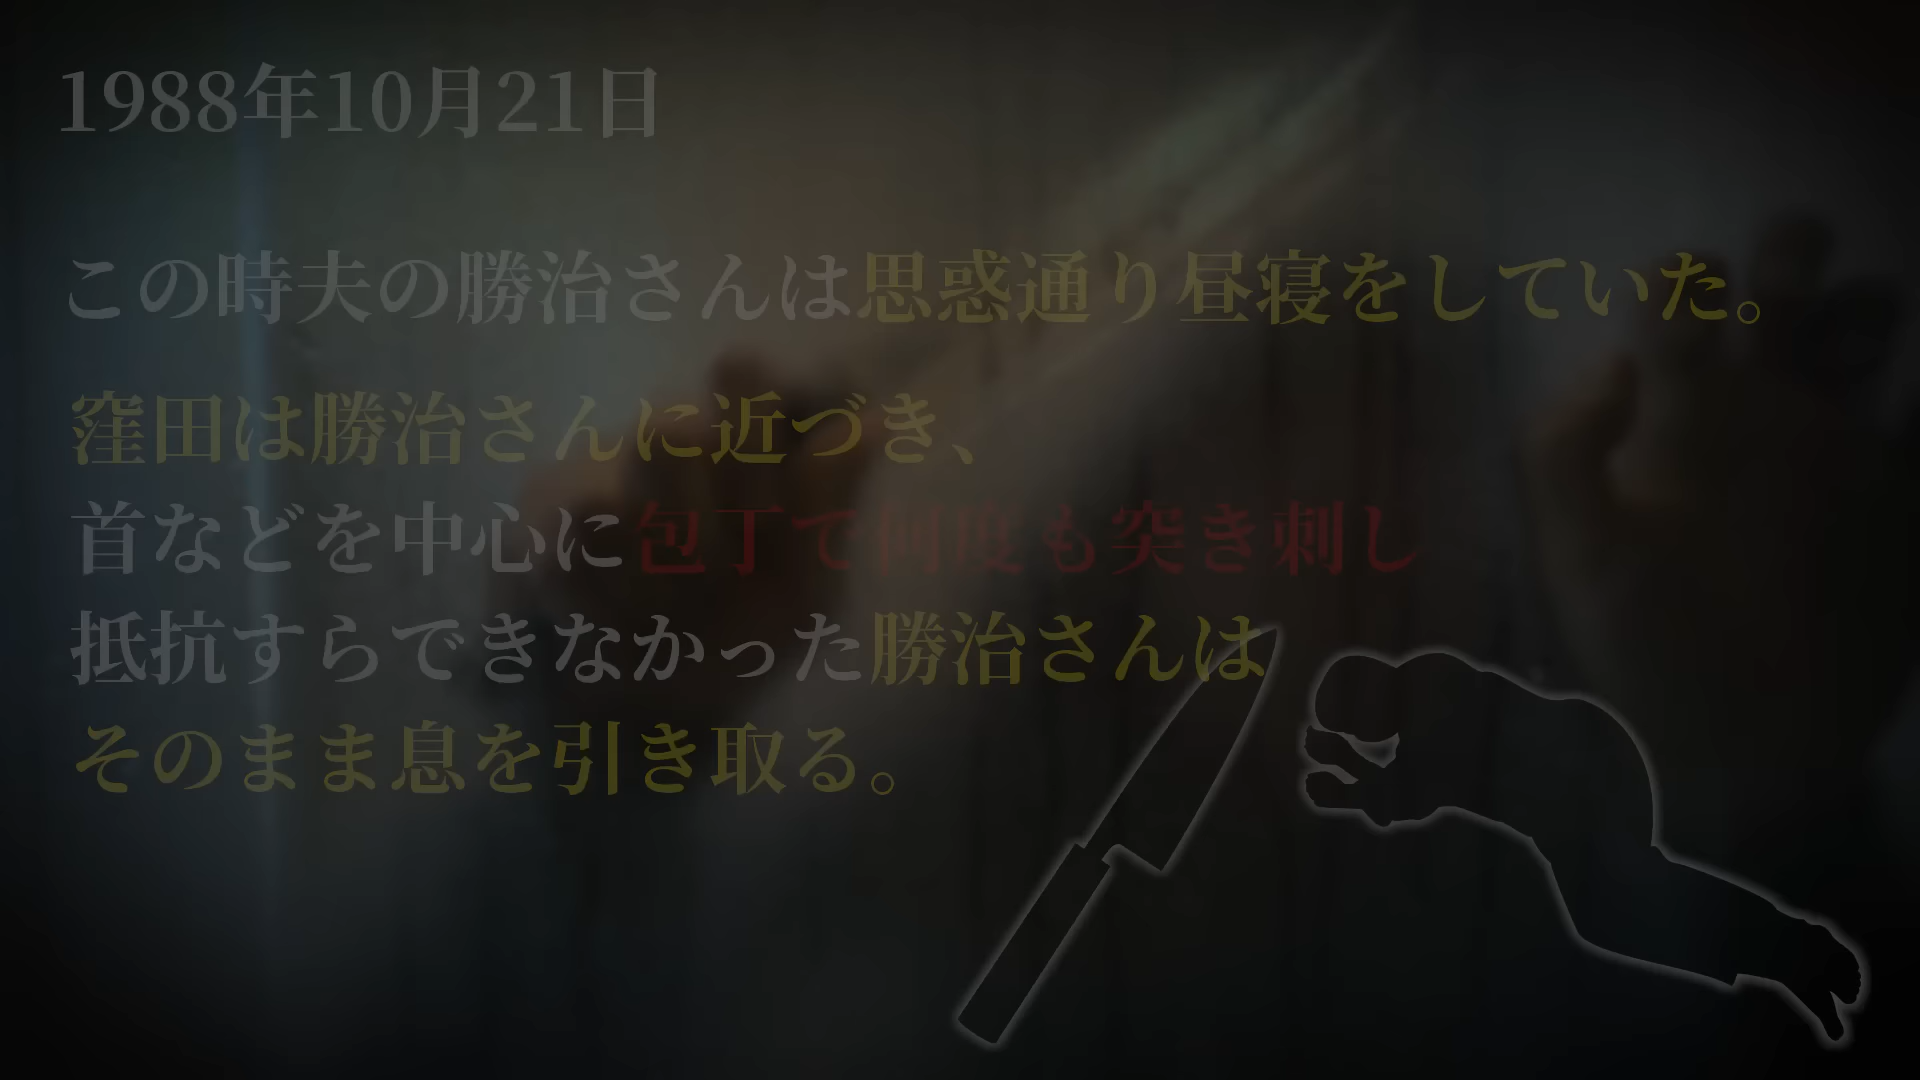 1988年10月21日
この時夫の勝治さんは思惑通り昼寝をしていた。
窪田は勝治さんに近づき、
首などを中心に包丁で何度も突き刺し
抵抗すらできなかった勝治さんは
そのまま息を引き取る。